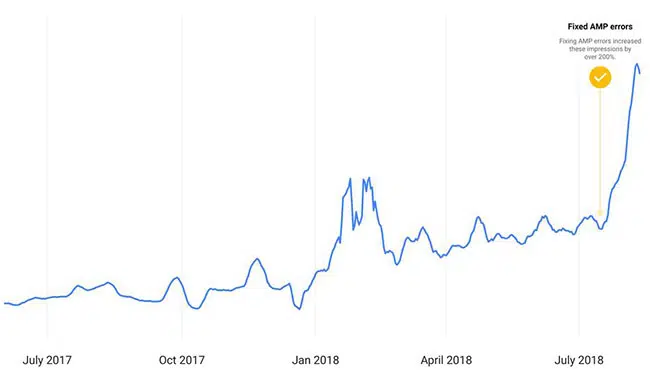 Fixed AMP errors
Fixing AMP errors increased
these impressions by
over 200%.
July 2017
Oct 2017
Jan 2018
April 2018
July 2018